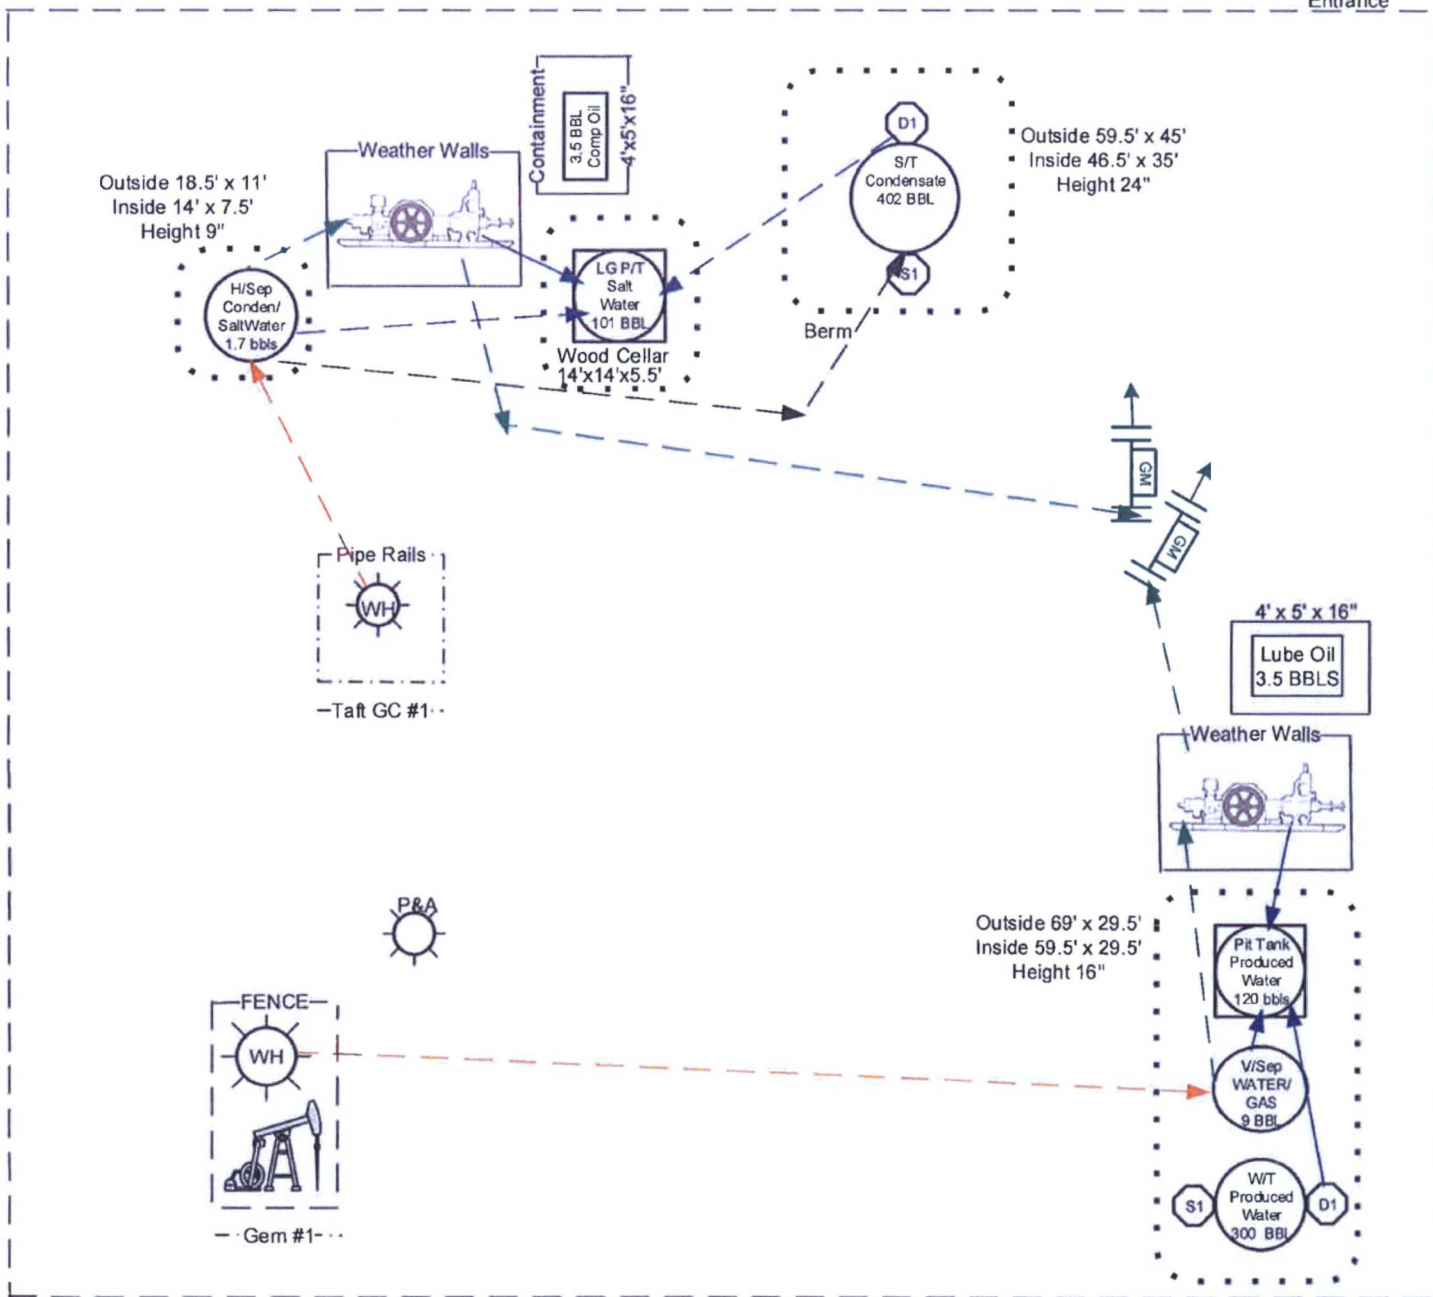 Entrance
Containment
3.5 BBL
Comp Oil
4'x5'x16"
Weather Walls
Outside 18.5' x 11'
Inside 14' x 7.5'
Height 9"
D1
S/T
Condensate
402 BBL
S1
Outside 59.5' x 45'
Inside 46.5' x 35'
Height 24"
H/Sep
Conden/
SaltWater
1.7 bbls
LG P/T
Salt
Water
101 BBL
Wood Cellar
14'x14'x5.5'
Berm
GM
GM
Pipe Rails
WH
Taft GC #1
4' x 5' x 16"
Lube Oil
3.5 BBLS
Weather Walls
P&A
Outside 69' x 29.5'
Inside 59.5' x 29.5'
Height 16"
Pit Tank
Produced
Water
120 bbls
FENCE
WH
V/Sep
WATER/
GAS
9 BBL
S1
W/T
Produced
Water
300 BBL
D1
Gem #1